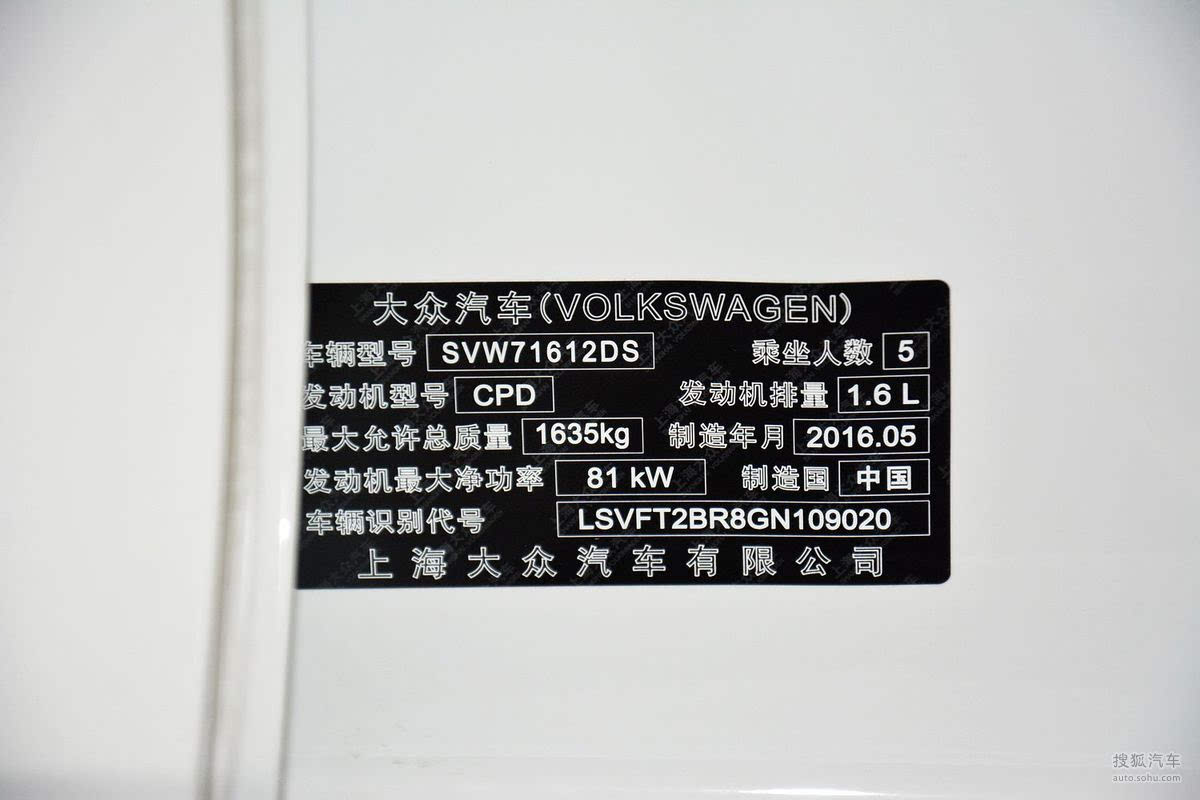 大众汽车(VOLKSWAGEN)
车辆型号 SVW71612DS 乘坐人数 5
发动机型号 CPD 发动机排量 1.6 L
最大允许总质量 1635kg 制造年月 2016.05
发动机最大净功率 81 kW 制造国 中国
车辆识别代号 LSVFT2BR8GN109020
上海大众汽车有限公司
搜狐汽车
auto.sohu.com